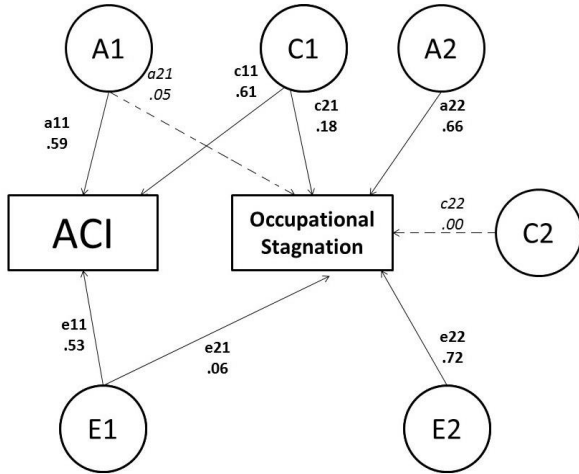 A1
C1
A2
a21
.05
c11
.61
c21
.18
a22
.66
a11
.59
ACI
Occupational
Stagnation
c22
.00
C2
e11
.53
e21
.06
e22
.72
E1
E2